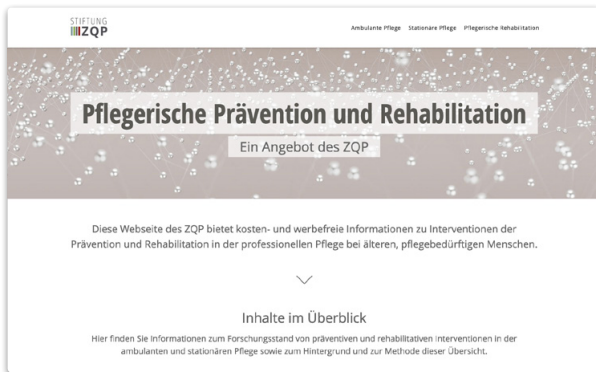 STIFTUNG
ZQP
Ambulante Pflege Stationäre Pflege Pflegerische Rehabilitation
Pflegerische Prävention und Rehabilitation
Ein Angebot des ZQP
Diese Webseite des ZQP bietet kosten- und werbefreie Informationen zu Interventionen der
Prävention und Rehabilitation in der professionellen Pflege bei älteren, pflegebedürftigen Menschen.
Inhalte im Überblick
Hier finden Sie Informationen zum Forschungsstand von präventiven und rehabilitativen Interventionen in der
ambulanten und stationären Pflege sowie zum Hintergrund und zur Methode dieser Übersicht.